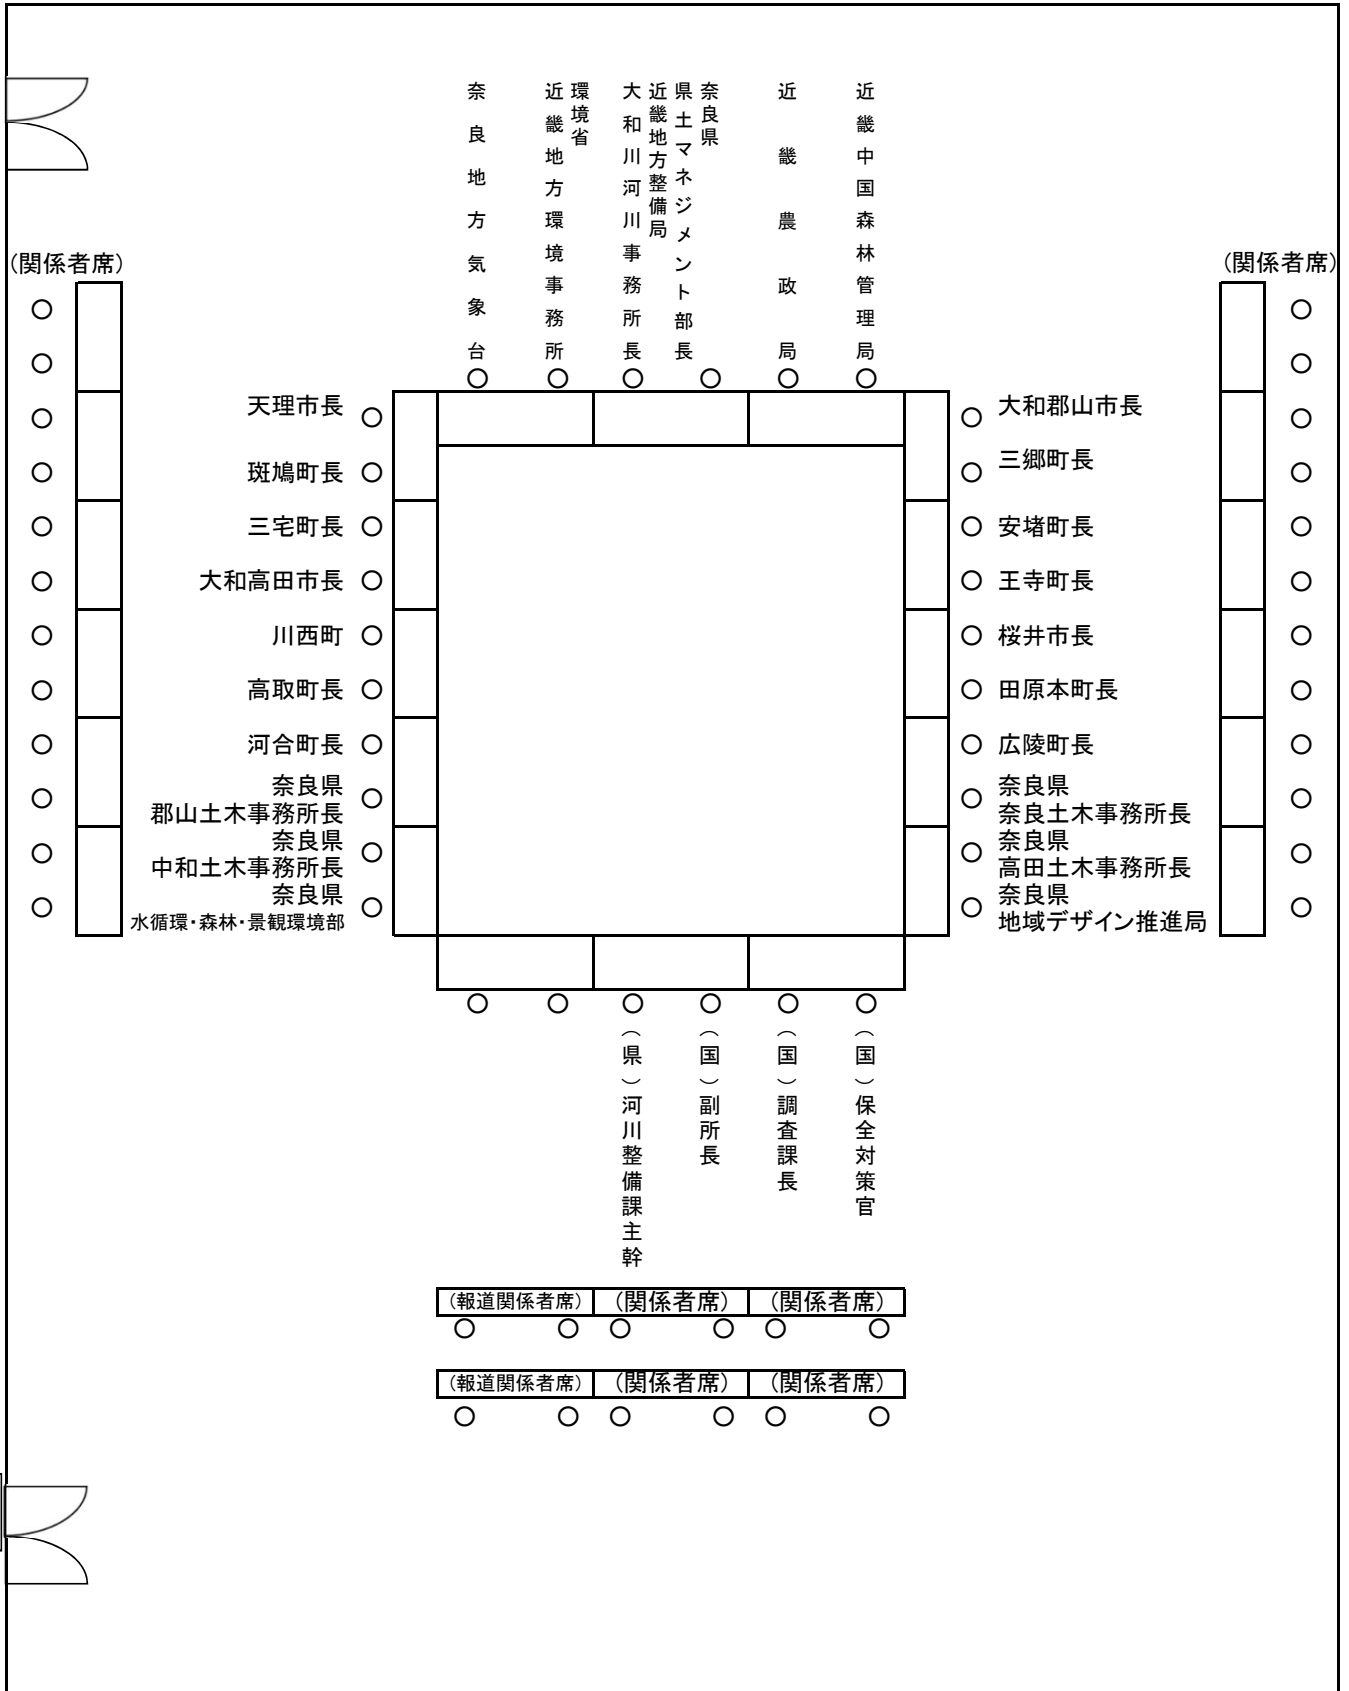 奈良地方気象台
環境省
近畿地方環境事務所
近畿地方整備局
大和川河川事務所長
奈良県
県土マネジメント部長
近畿農政局
近畿中国森林管理局
（関係者席）
（関係者席）
天理市長
斑鳩町長
三宅町長
大和高田市長
川西町
高取町長
河合町長
奈良県
郡山土木事務所長
奈良県
中和土木事務所長
奈良県
水循環・森林・景観環境部
大和郡山市長
三郷町長
安堵町長
王寺町長
桜井市長
田原本町長
広陵町長
奈良県
奈良土木事務所長
奈良県
高田土木事務所長
奈良県
地域デザイン推進局
（県）河川整備課主幹
（国）副所長
（国）調査課長
（国）保全対策官
（報道関係者席）
（関係者席）
（関係者席）
（報道関係者席）
（関係者席）
（関係者席）